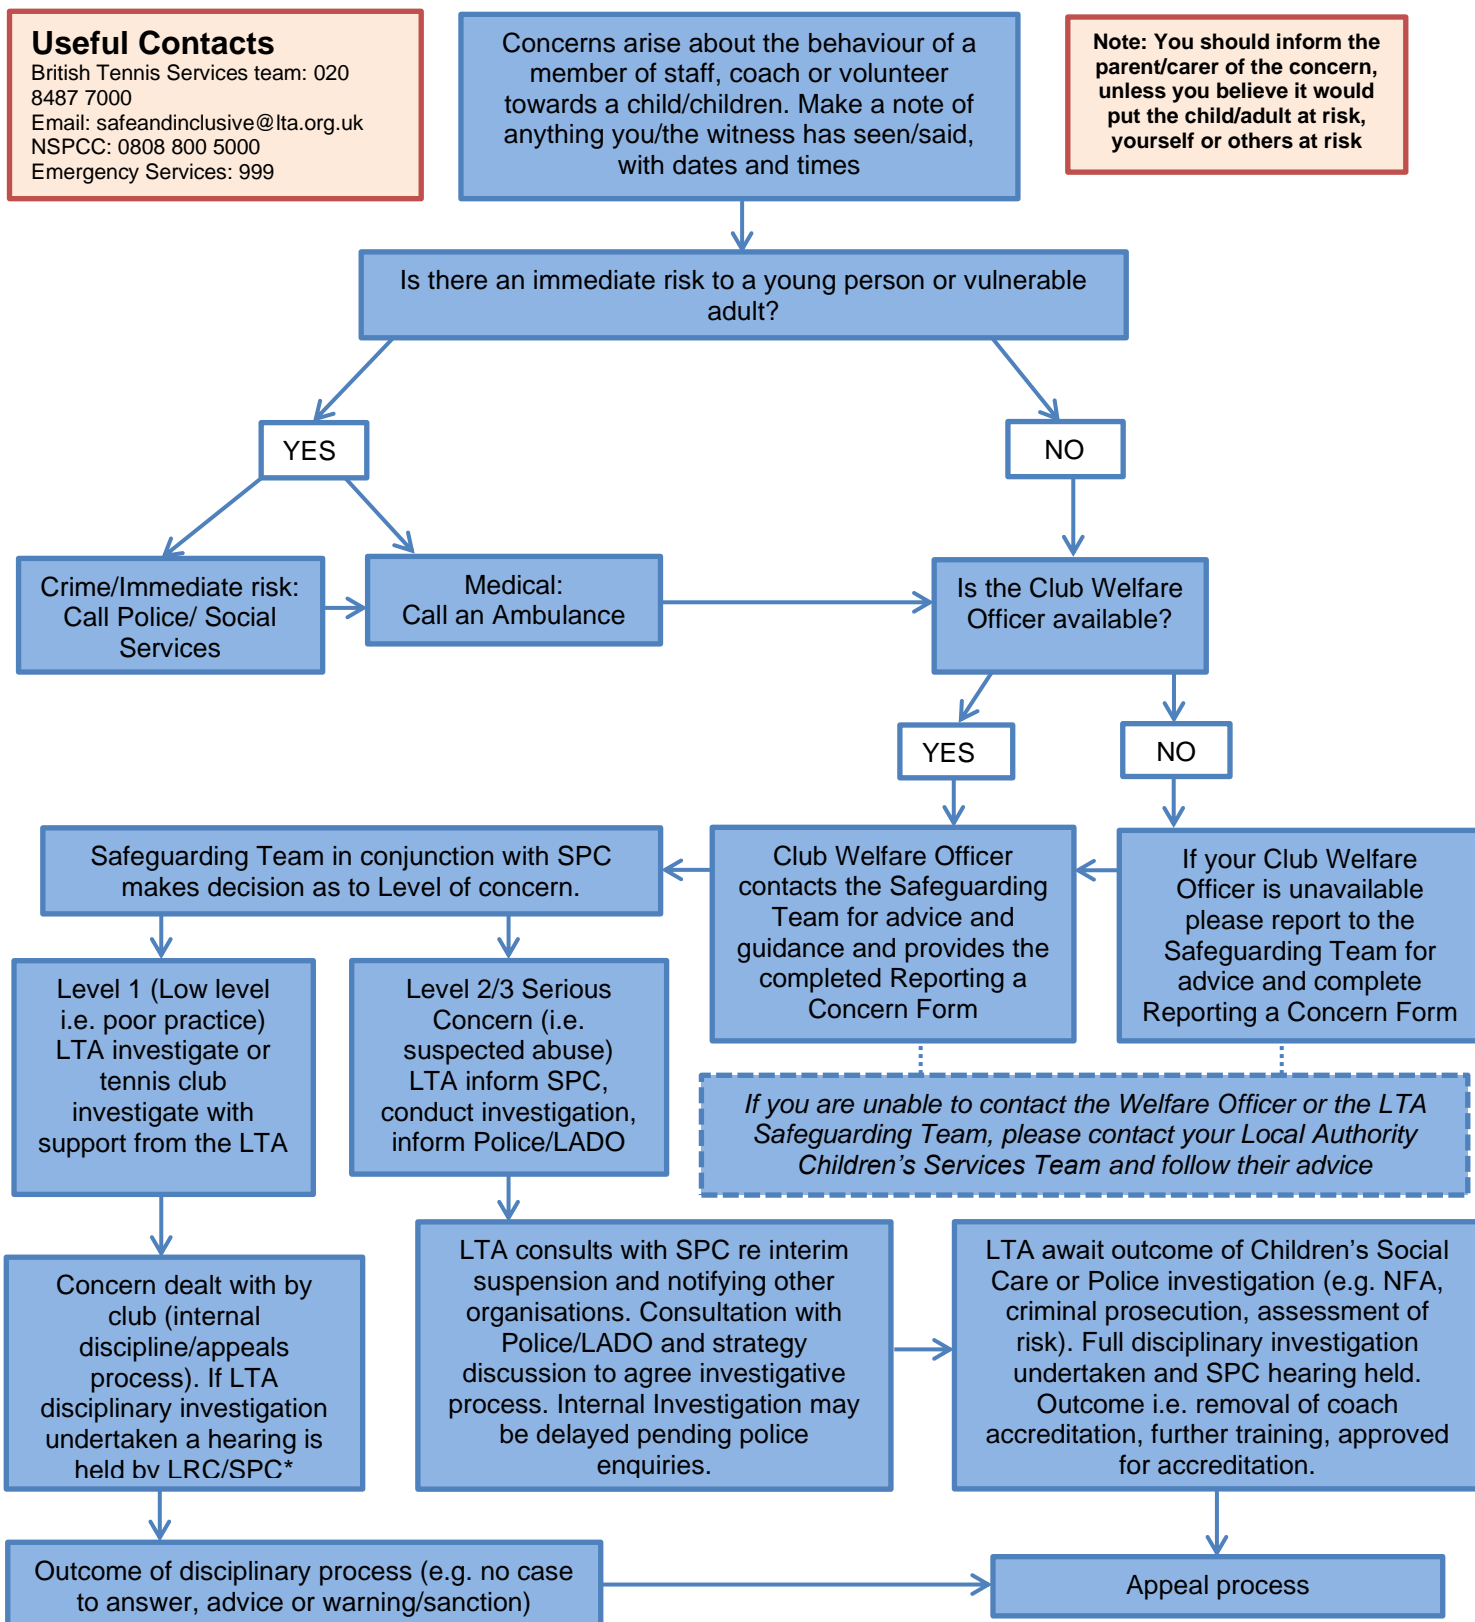 Useful Contacts
British Tennis Services team: 020
8487 7000
Email: safeandinclusive@lta.org.uk
NSPCC: 0808 800 5000
Emergency Services: 999
Concerns arise about the behaviour of a
member of staff, coach or volunteer
towards a child/children. Make a note of
anything you/the witness has seen/said,
with dates and times
Note: You should inform the
parent/carer of the concern,
unless you believe it would
put the child/adult at risk,
yourself or others at risk
Is there an immediate risk to a young person or vulnerable
adult?
YES
NO
Crime/Immediate risk:
Call Police/ Social
Services
Medical:
Call an Ambulance
Is the Club Welfare
Officer available?
YES
NO
Safeguarding Team in conjunction with SPC
makes decision as to Level of concern.
Club Welfare Officer
contacts the Safeguarding
Team for advice and
guidance and provides the
completed Reporting a
Concern Form
If your Club Welfare
Officer is unavailable
please report to the
Safeguarding Team for
advice and complete
Reporting a Concern Form
Level 1 (Low level
i.e. poor practice)
LTA investigate or
tennis club
investigate with
support from the LTA
Level 2/3 Serious
Concern (i.e.
suspected abuse)
LTA inform SPC,
conduct investigation,
inform Police/LADO
If you are unable to contact the Welfare Officer or the LTA
Safeguarding Team, please contact your Local Authority
Children’s Services Team and follow their advice
Concern dealt with by
club (internal
discipline/appeals
process). If LTA
disciplinary investigation
undertaken a hearing is
held by LRC/SPC*
LTA consults with SPC re interim
suspension and notifying other
organisations. Consultation with
Police/LADO and strategy
discussion to agree investigative
process. Internal Investigation may
be delayed pending police
enquiries.
LTA await outcome of Children’s Social
Care or Police investigation (e.g. NFA,
criminal prosecution, assessment of
risk). Full disciplinary investigation
undertaken and SPC hearing held.
Outcome i.e. removal of coach
accreditation, further training, approved
for accreditation.
Outcome of disciplinary process (e.g. no case
to answer, advice or warning/sanction)
Appeal process